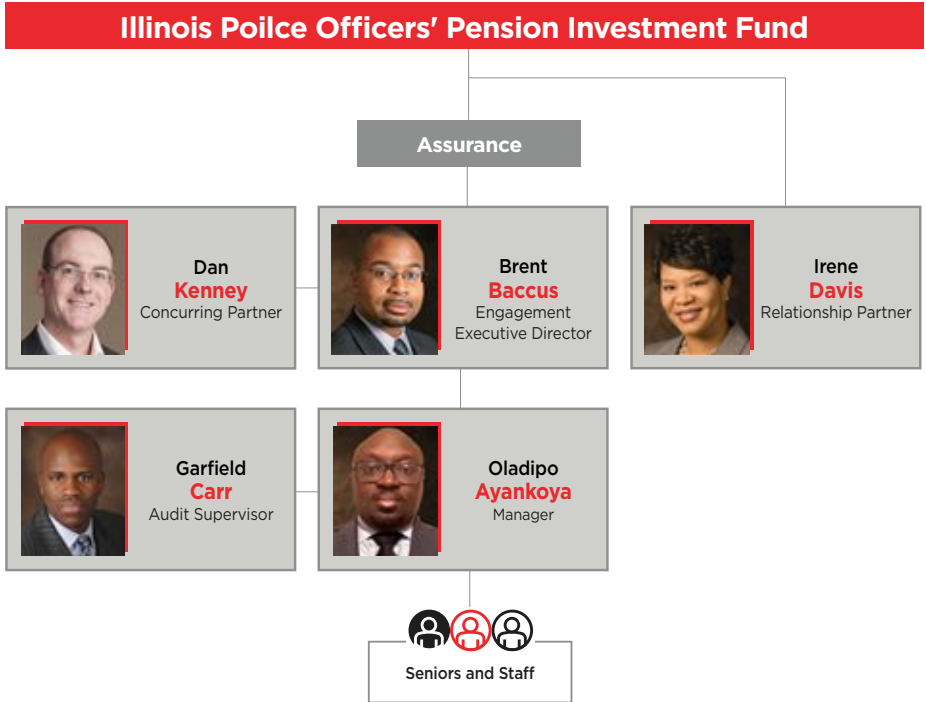 Illinois Poilce Officers' Pension Investment Fund
Assurance
Dan
Kenney
Concurring Partner
Brent
Baccus
Engagement
Executive Director
Irene
Davis
Relationship Partner
Garfield
Carr
Audit Supervisor
Oladipo
Ayankoya
Manager
Seniors and Staff